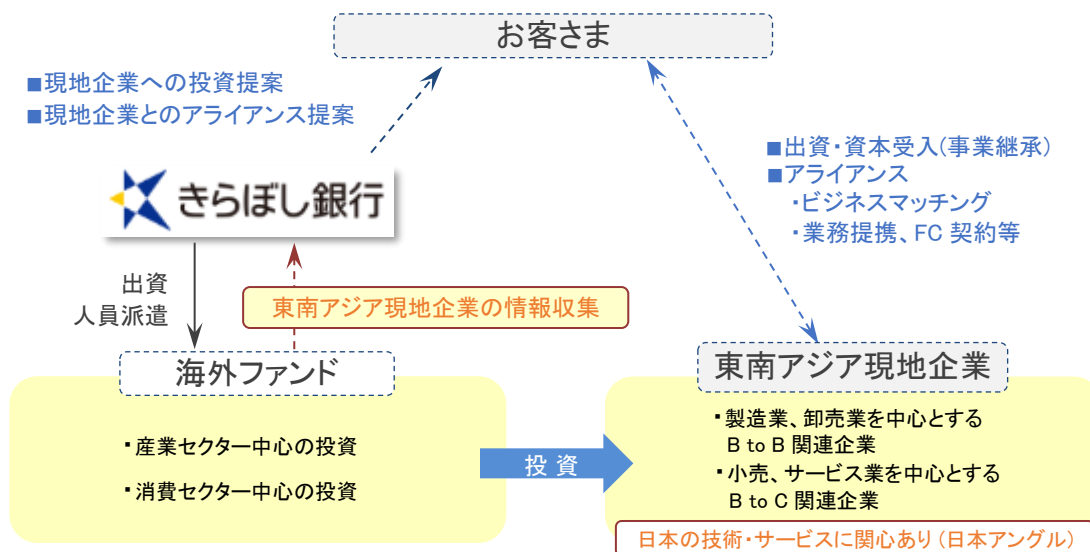 お客さま
■現地企業への投資提案
■現地企業とのアライアンス提案
■出資・資本受入(事業継承)
■アライアンス
・ビジネスマッチング
・業務提携、FC 契約等
きらぼし銀行
出資
人員派遣
東南アジア現地企業の情報収集
海外ファンド
・産業セクター中心の投資
・消費セクター中心の投資
投 資
東南アジア現地企業
・製造業、卸売業を中心とする
B to B 関連企業
・小売、サービス業を中心とする
B to C 関連企業
日本の技術・サービスに関心あり (日本アングル)